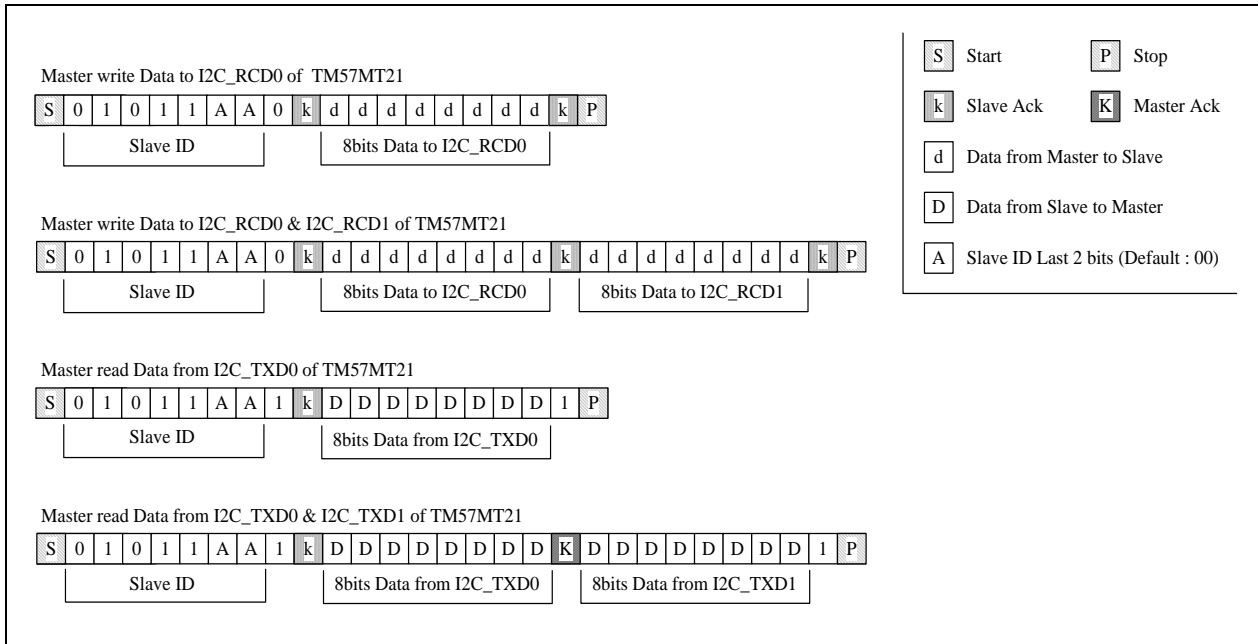 Master write Data to I2C_RCD0 of TM57MT21
S 0 1 0 1 1 A A 0 k d d d d d d d d k P
Slave ID 8bits Data to I2C_RCD0
Master write Data to I2C_RCD0 & I2C_RCD1 of TM57MT21
S 0 1 0 1 1 A A 0 k d d d d d d d d k d d d d d d d d k P
Slave ID 8bits Data to I2C_RCD0 8bits Data to I2C_RCD1
Master read Data from I2C_TXD0 of TM57MT21
S 0 1 0 1 1 A A 1 k D D D D D D D D 1 P
Slave ID 8bits Data from I2C_TXD0
Master read Data from I2C_TXD0 & I2C_TXD1 of TM57MT21
S 0 1 0 1 1 A A 1 k D D D D D D D D K D D D D D D D D 1 P
Slave ID 8bits Data from I2C_TXD0 8bits Data from I2C_TXD1
S Start P Stop
k Slave Ack K Master Ack
d Data from Master to Slave
D Data from Slave to Master
A Slave ID Last 2 bits (Default : 00)